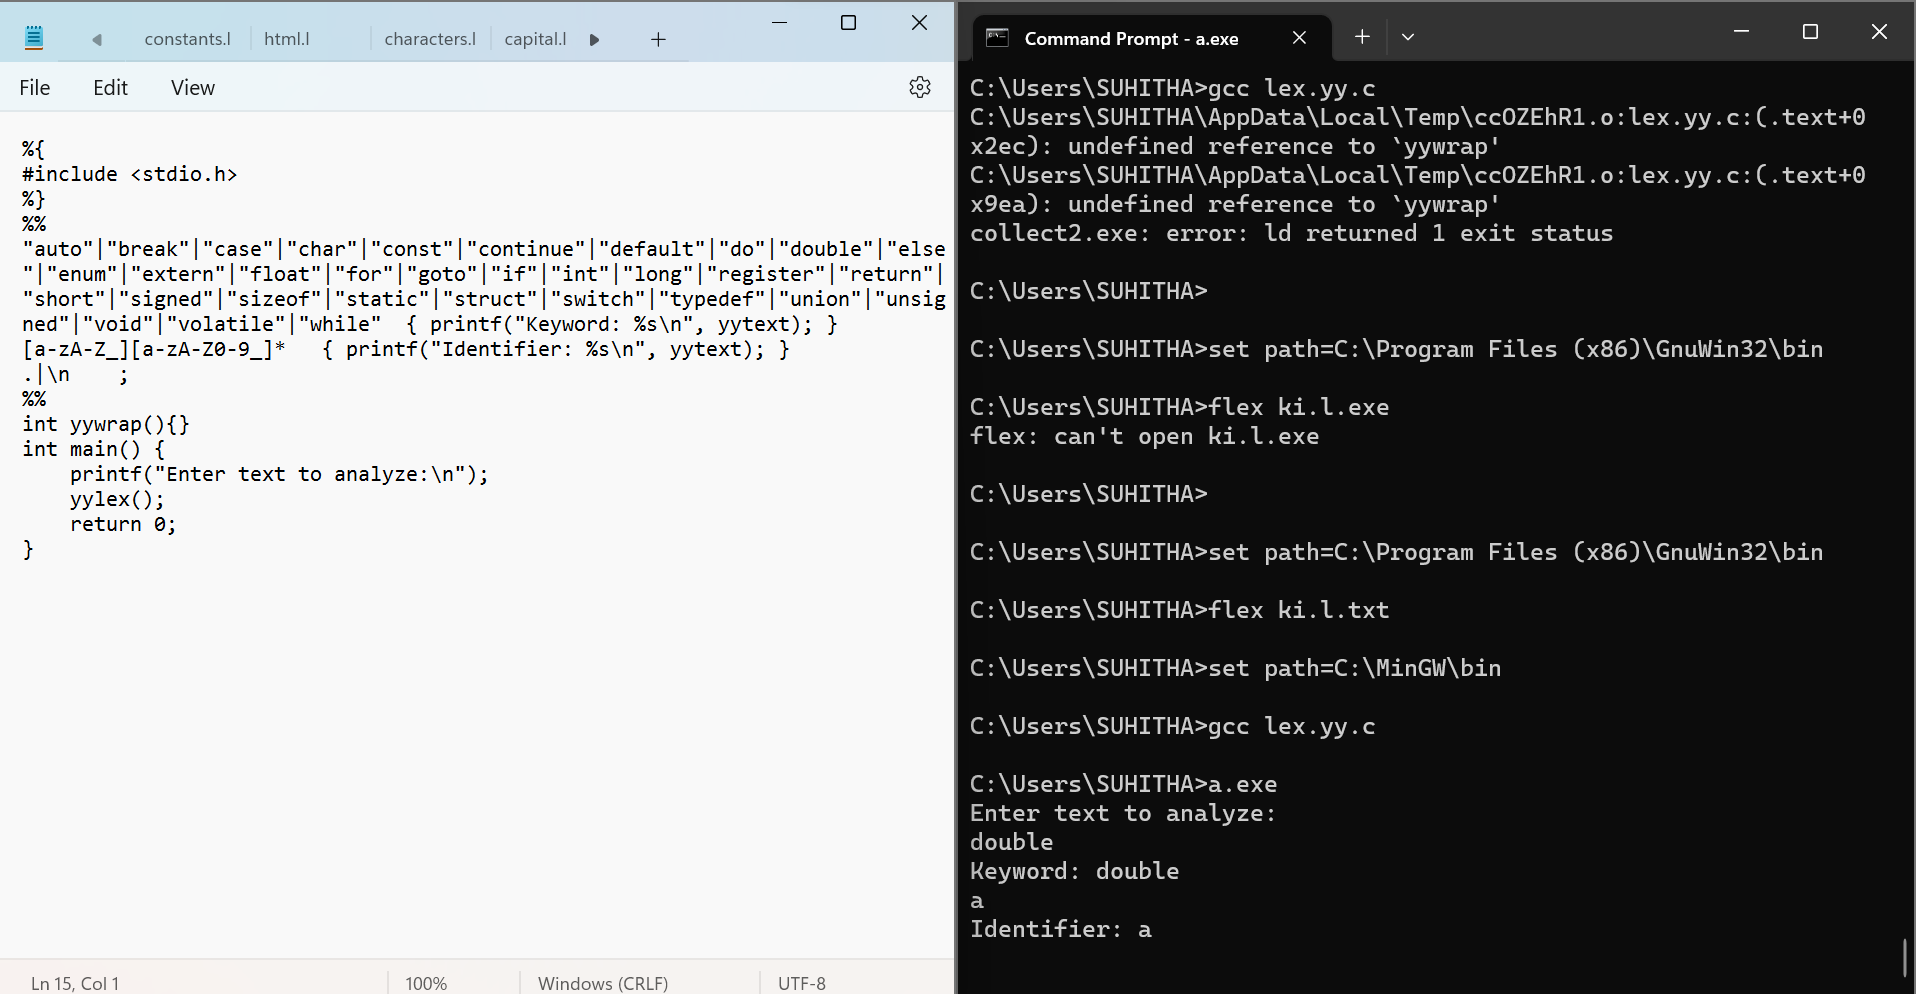 constants.l
html.l
characters.l
capital.l
File
Edit
View
%{
#include <stdio.h>
%}
%%
"auto"|"break"|"case"|"char"|"const"|"continue"|"default"|"do"|"double"|"else
"|"enum"|"extern"|"float"|"for"|"goto"|"if"|"int"|"long"|"register"|"return"|
"short"|"signed"|"sizeof"|"static"|"struct"|"switch"|"typedef"|"union"|"unsig
ned"|"void"|"volatile"|"while"  { printf("Keyword: %s\n", yytext); }
[a-zA-Z_][a-zA-Z0-9_]*   { printf("Identifier: %s\n", yytext); }
.|\n    ;
%%
int yywrap(){}
int main() {
    printf("Enter text to analyze:\n");
    yylex();
    return 0;
}
Ln 15, Col 1
100%
Windows (CRLF)
UTF-8
Command Prompt - a.exe
C:\Users\SUHITHA>gcc lex.yy.c
C:\Users\SUHITHA\AppData\Local\Temp\ccOZEhR1.o:lex.yy.c:(.text+0
x2ec): undefined reference to `yywrap'
C:\Users\SUHITHA\AppData\Local\Temp\ccOZEhR1.o:lex.yy.c:(.text+0
x9ea): undefined reference to `yywrap'
collect2.exe: error: ld returned 1 exit status
C:\Users\SUHITHA>
C:\Users\SUHITHA>set path=C:\Program Files (x86)\GnuWin32\bin
C:\Users\SUHITHA>flex ki.l.exe
flex: can't open ki.l.exe
C:\Users\SUHITHA>
C:\Users\SUHITHA>set path=C:\Program Files (x86)\GnuWin32\bin
C:\Users\SUHITHA>flex ki.l.txt
C:\Users\SUHITHA>set path=C:\MinGW\bin
C:\Users\SUHITHA>gcc lex.yy.c
C:\Users\SUHITHA>a.exe
Enter text to analyze:
double
Keyword: double
a
Identifier: a